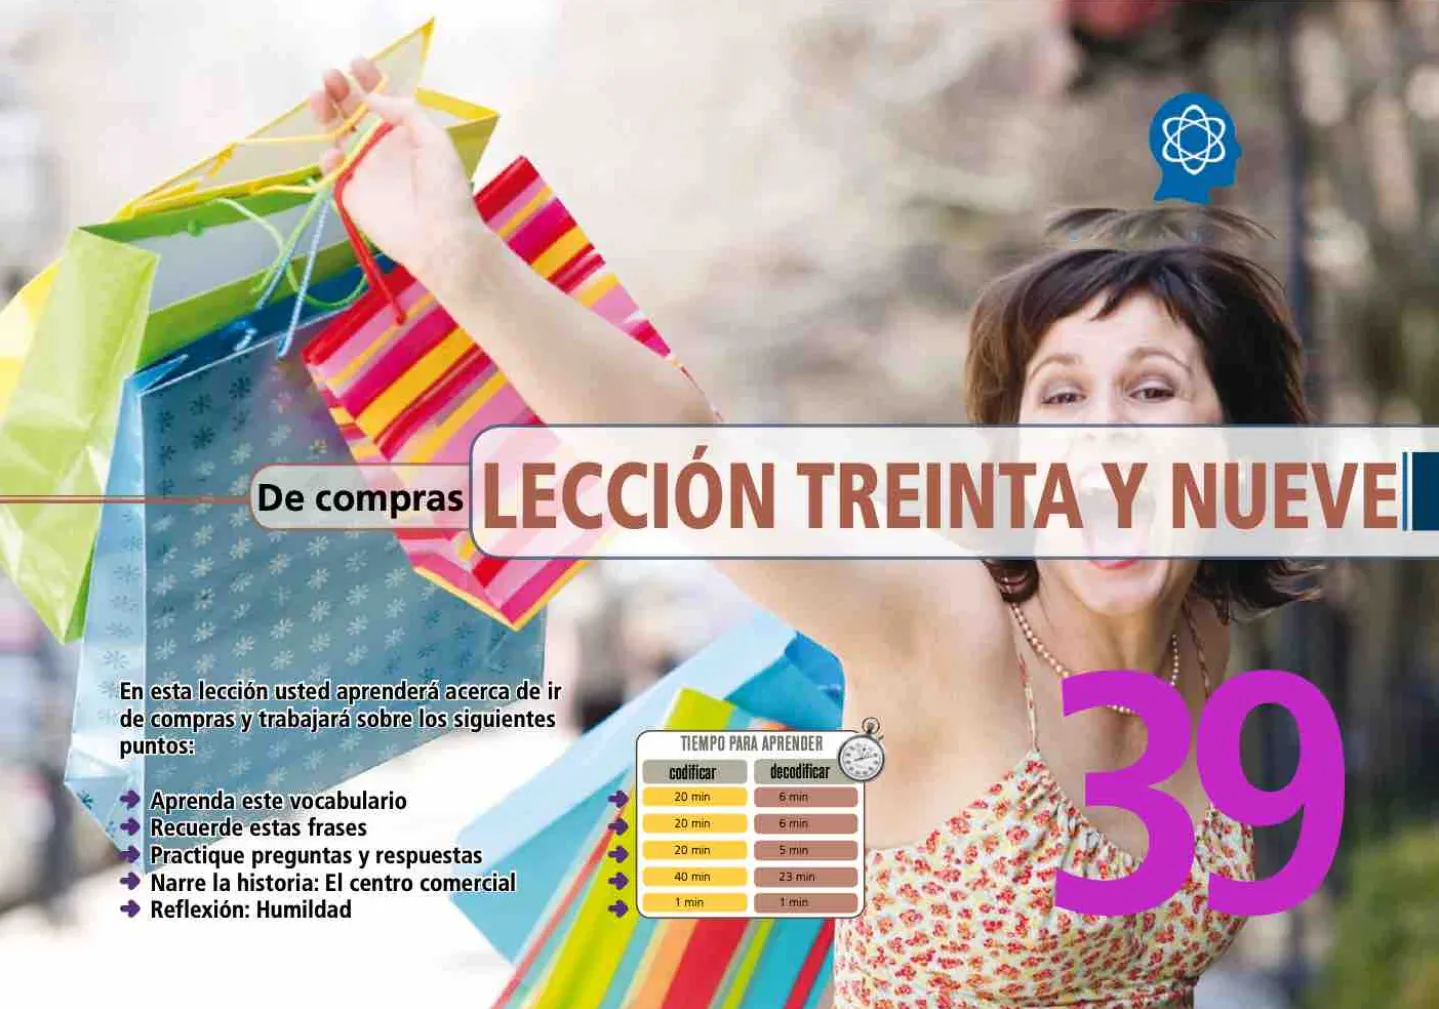 De compras
LECCIÓN TREINTA Y NUEVE
39
En esta lección usted aprenderá acerca de ir
de compras y trabajará sobre los siguientes
puntos:
Aprenda este vocabulario
Recuerde estas frases
Practique preguntas y respuestas
Narre la historia: El centro comercial
Reflexión: Humildad
TIEMPO PARA APRENDER
codificar decodificar
20 min 6 min
20 min 6 min
20 min 5 min
40 min 23 min
1 min 1 min